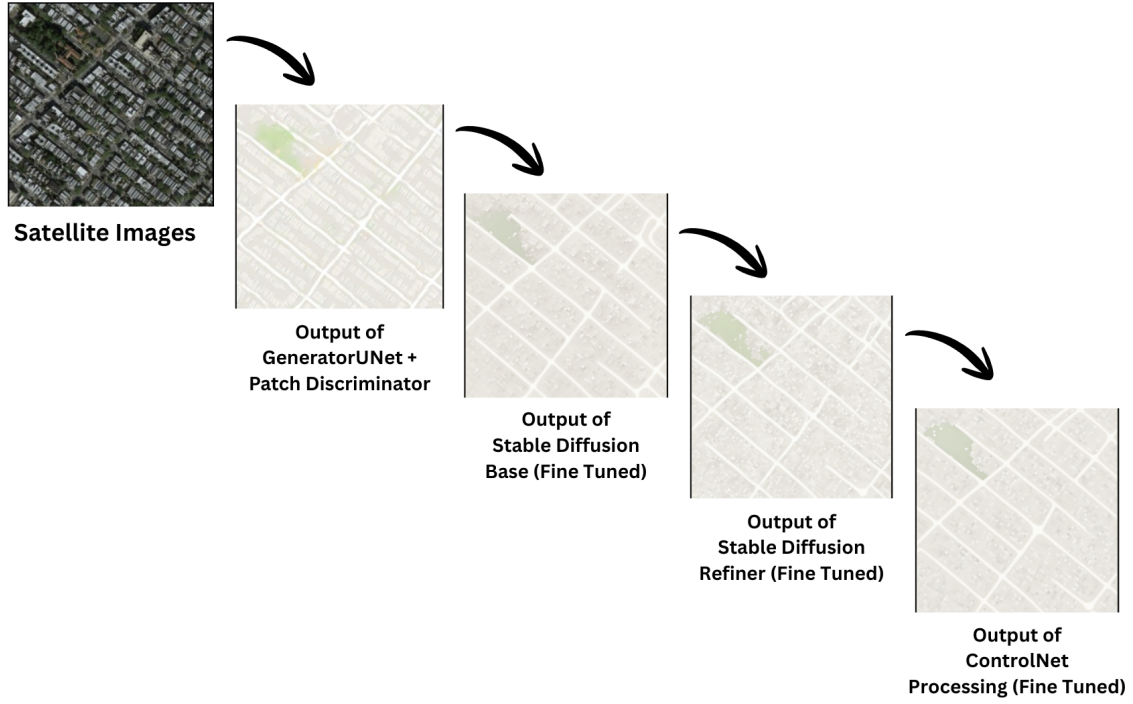 Satellite Images
Output of
GeneratorUNet +
Patch Discriminator
Output of
Stable Diffusion
Base (Fine Tuned)
Output of
Stable Diffusion
Refiner (Fine Tuned)
Output of
ControlNet
Processing (Fine Tuned)